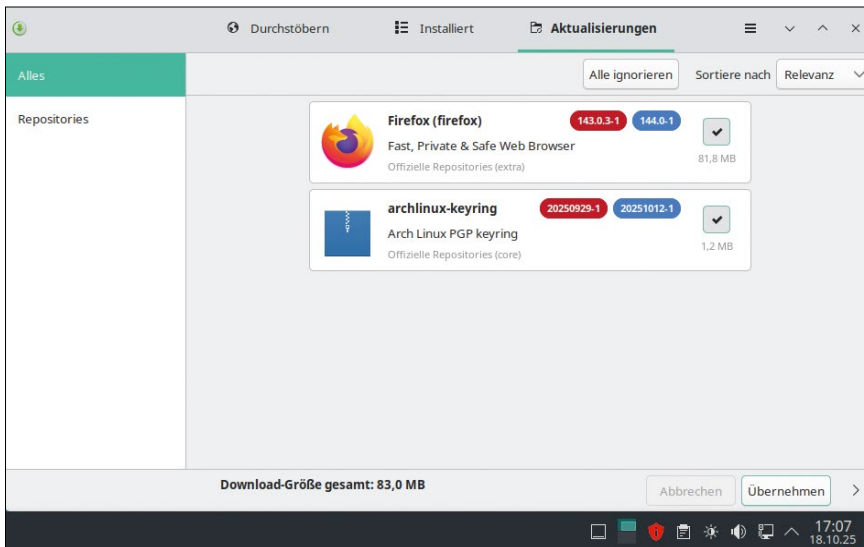 Durchstöbern
Installiert
Aktualisierungen
Alles
Alle ignorieren
Sortiere nach
Relevanz
Repositories
Firefox (firefox)
143.0.3-1
144.0-1
Fast, Private & Safe Web Browser
Offizielle Repositories (extra)
81,8 MB
archlinux-keyring
20250929-1
20251012-1
Arch Linux PGP keyring
Offizielle Repositories (core)
1,2 MB
Download-Größe gesamt: 83,0 MB
Abbrechen
Übernehmen
17:07
18.10.25